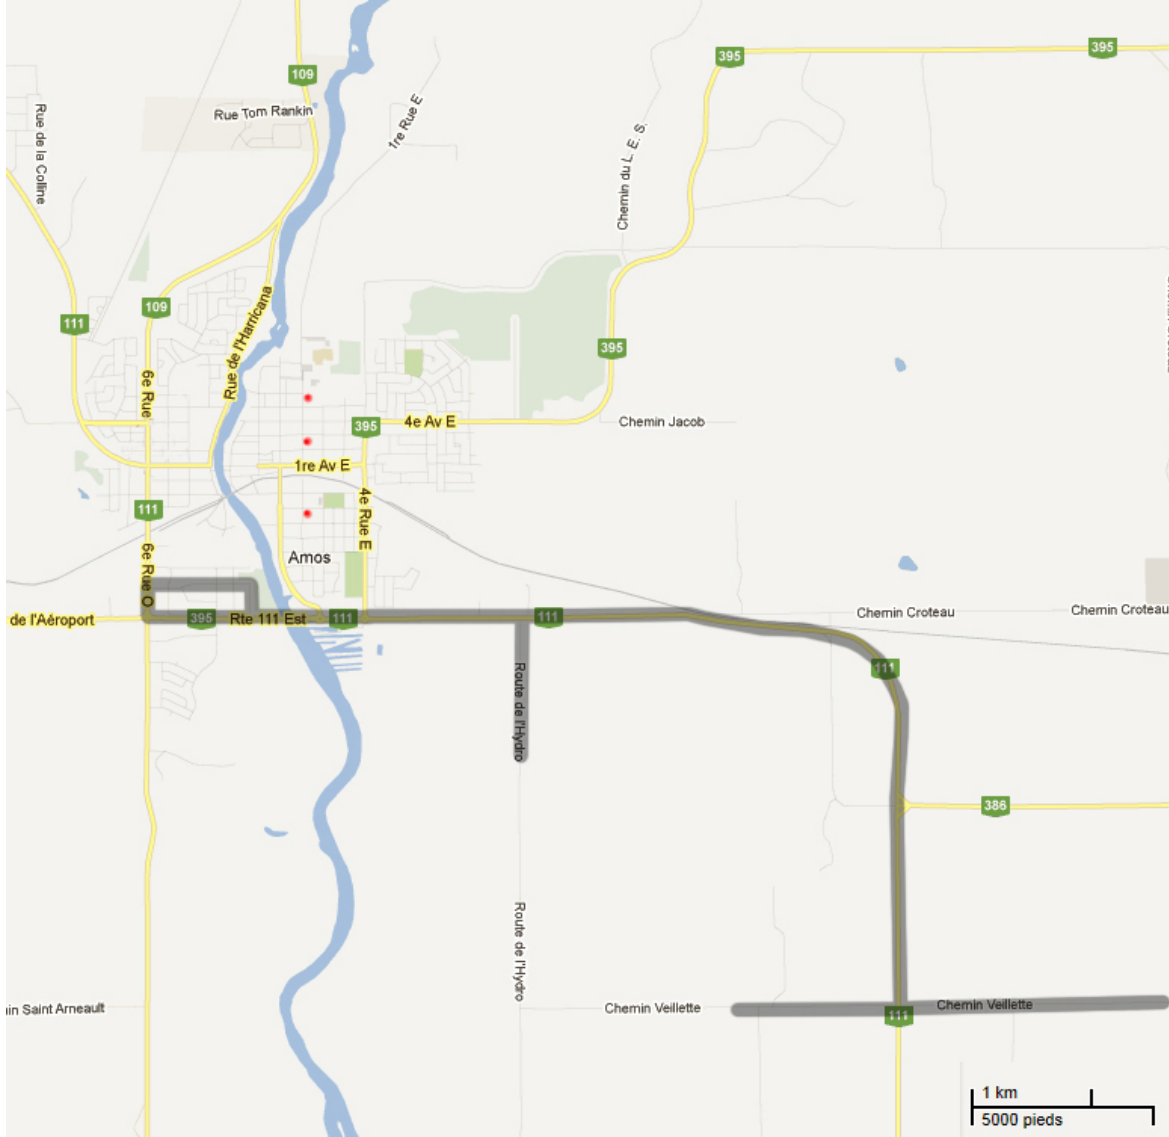 395
395
109
Rue Tom Rankin
1re Rue E
Rue de la Colline
Chemin du L. E. S.
109
111
Rue de l'Harricana
395
6e Rue
395
4e Av E
Chemin Jacob
1re Av E
111
4e Rue E
Amos
6e Rue O
de l'Aéroport
395
Rte 111 Est
111
111
Chemin Croteau
Chemin Croteau
111
Route de l'Hydro
386
Route de l'Hydro
in Saint Arneault
Chemin Veillette
Chemin Veillette
111
1 km
5000 pieds